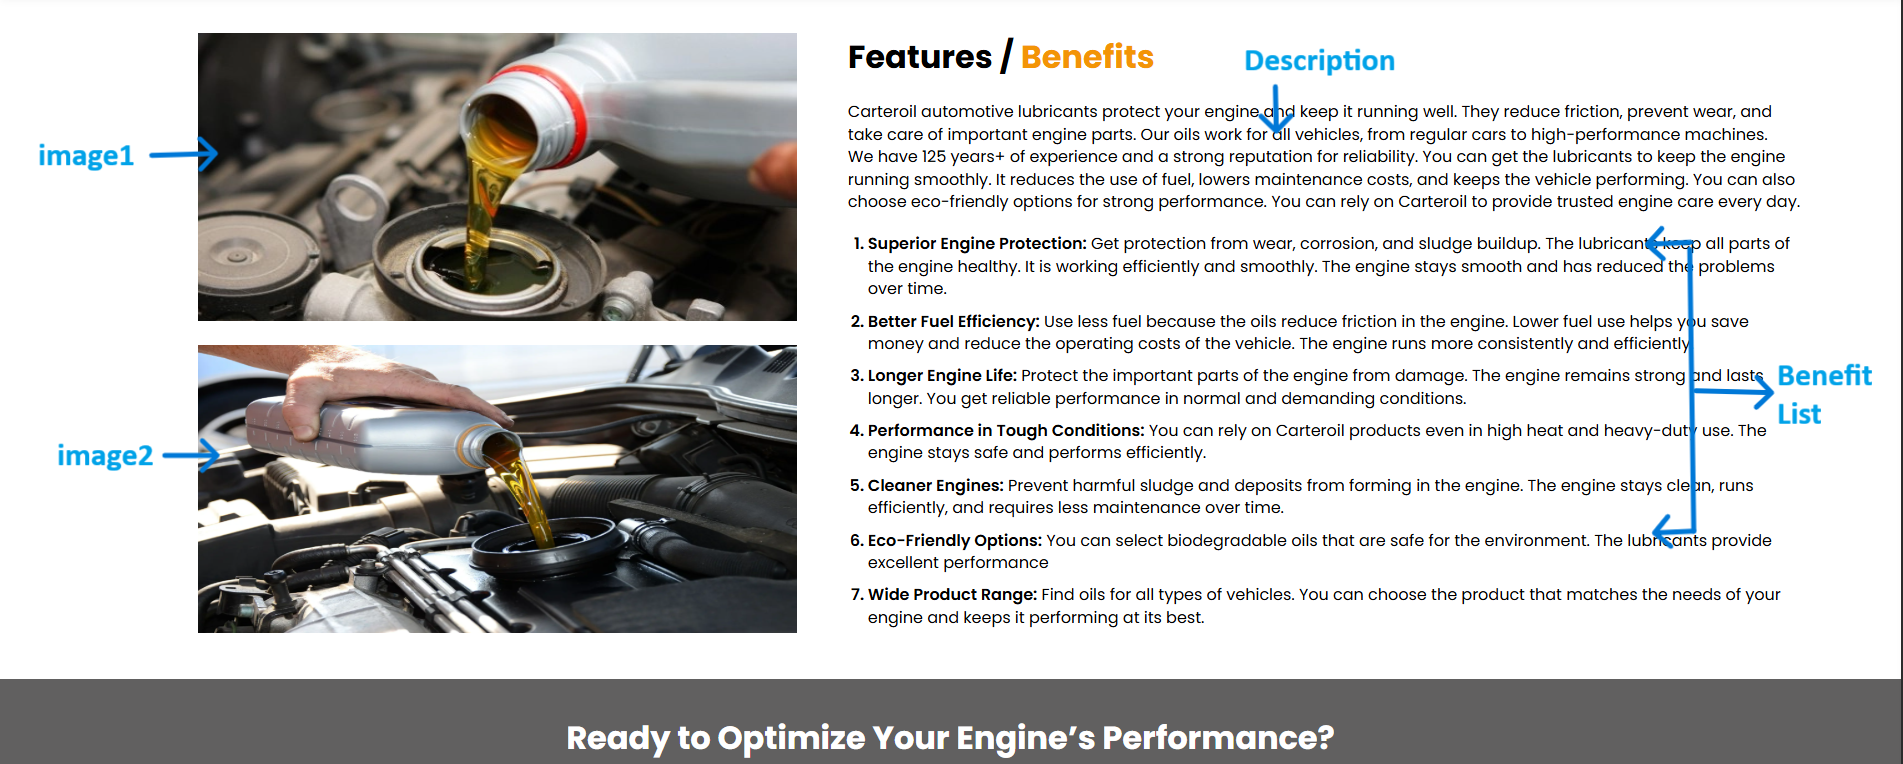 Features / Benefits
Description
Carteroil automotive lubricants protect your engine and keep it running well. They reduce friction, prevent wear, and
take care of important engine parts. Our oils work for all vehicles, from regular cars to high-performance machines.
We have 125 years+ of experience and a strong reputation for reliability. You can get the lubricants to keep the engine
running smoothly. It reduces the use of fuel, lowers maintenance costs, and keeps the vehicle performing. You can also
choose eco-friendly options for strong performance. You can rely on Carteroil to provide trusted engine care every day.
image1
1. Superior Engine Protection: Get protection from wear, corrosion, and sludge buildup. The lubricants keep all parts of
the engine healthy. It is working efficiently and smoothly. The engine stays smooth and has reduced the problems
over time.
2. Better Fuel Efficiency: Use less fuel because the oils reduce friction in the engine. Lower fuel use helps you save
money and reduce the operating costs of the vehicle. The engine runs more consistently and efficiently
3. Longer Engine Life: Protect the important parts of the engine from damage. The engine remains strong and lasts
longer. You get reliable performance in normal and demanding conditions.
Benefit
List
4. Performance in Tough Conditions: You can rely on Carteroil products even in high heat and heavy-duty use. The
engine stays safe and performs efficiently.
image2
5. Cleaner Engines: Prevent harmful sludge and deposits from forming in the engine. The engine stays clean, runs
efficiently, and requires less maintenance over time.
6. Eco-Friendly Options: You can select biodegradable oils that are safe for the environment. The lubricants provide
excellent performance
7. Wide Product Range: Find oils for all types of vehicles. You can choose the product that matches the needs of your
engine and keeps it performing at its best.
Ready to Optimize Your Engine's Performance?